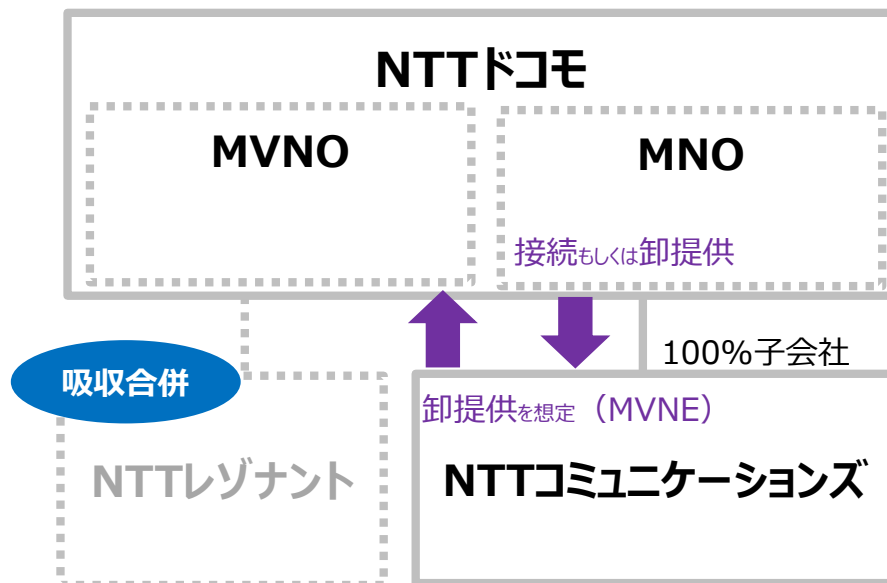 NTTドコモ
MVNO
MNO
接続もしくは卸提供
100%子会社
吸収合併
卸提供を想定（MVNE）
NTTレゾナント
NTTコミュニケーションズ